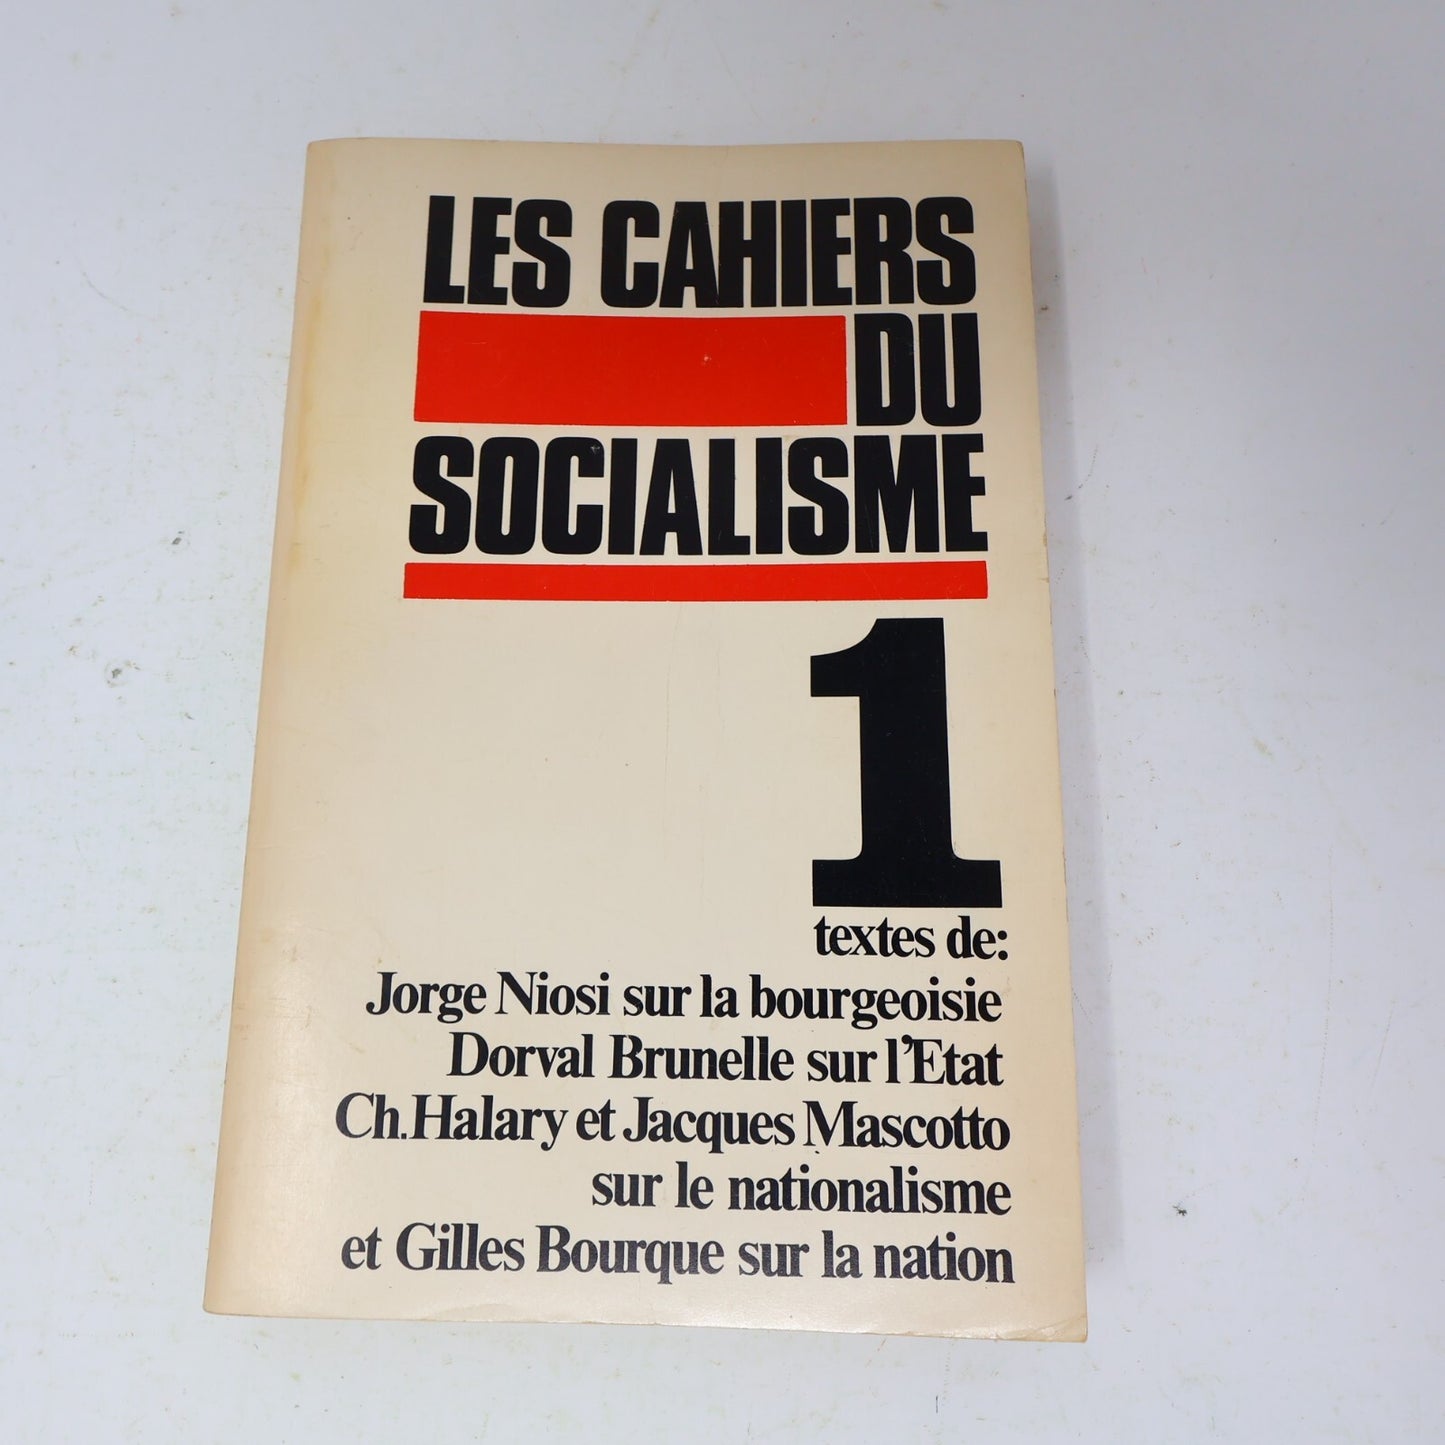 LES CAHIERS
DU
SOCIALISME
1
textes de:
Jorge Niosi sur la bourgeoisie
Dorval Brunelle sur l'Etat
Ch.Halary et Jacques Mascotto
sur le nationalisme
et Gilles Bourque sur la nation